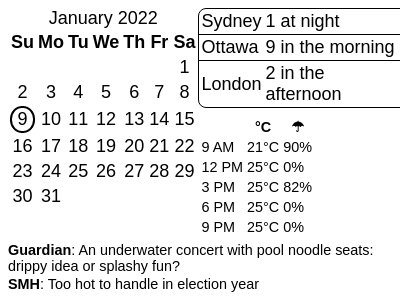 January 2022
Su Mo Tu We Th Fr Sa
1
2 3 4 5 6 7 8
9 10 11 12 13 14 15
16 17 18 19 20 21 22
23 24 25 26 27 28 29
30 31
Sydney 1 at night
Ottawa 9 in the morning
London 2 in the
afternoon
°C ☂
9 AM 21°C 90%
12 PM 25°C 0%
3 PM 25°C 82%
6 PM 25°C 0%
9 PM 25°C 0%
Guardian: An underwater concert with pool noodle seats:
drippy idea or splashy fun?
SMH: Too hot to handle in election year